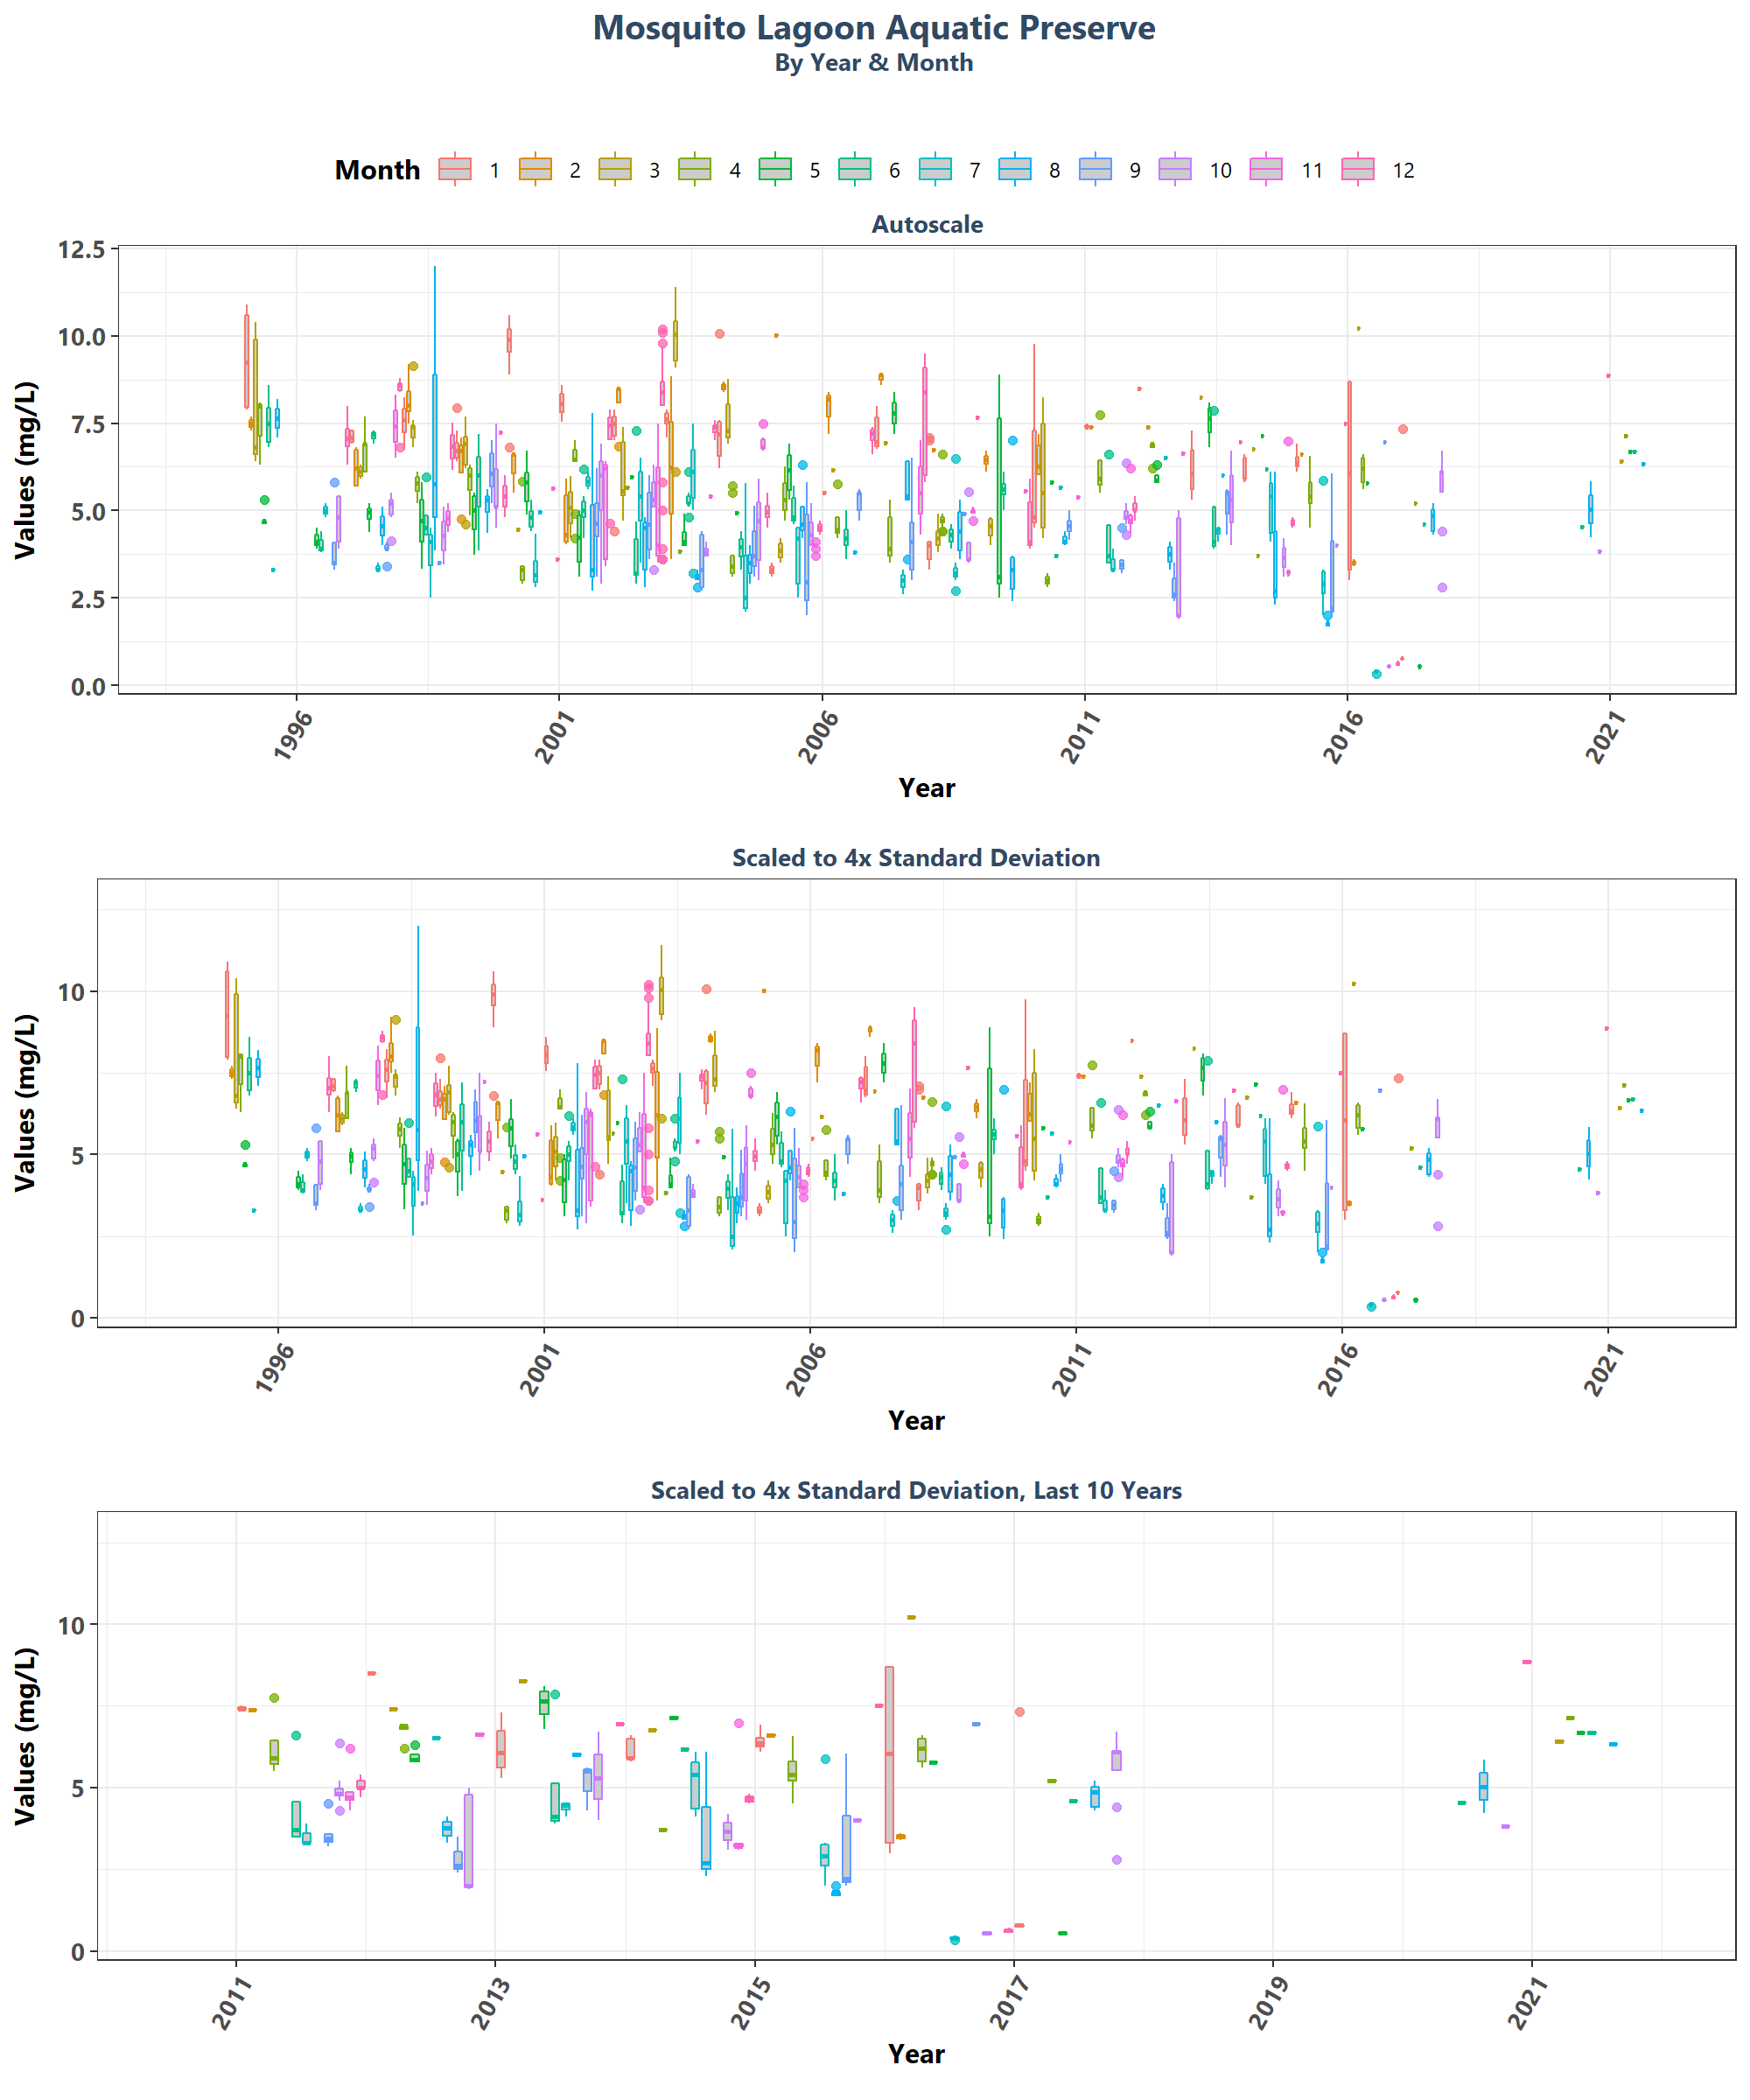 Mosquito Lagoon Aquatic Preserve
By Year & Month
Month 1 2 3 4 5 6 7 8 9 10 11 12
Autoscale
Values (mg/L)
12.5
10.0
7.5
5.0
2.5
0.0
1996 2001 2006 2011 2016 2021
Year
Scaled to 4x Standard Deviation
Values (mg/L)
10
5
0
1996 2001 2006 2011 2016 2021
Year
Scaled to 4x Standard Deviation, Last 10 Years
Values (mg/L)
10
5
0
2011 2013 2015 2017 2019 2021
Year